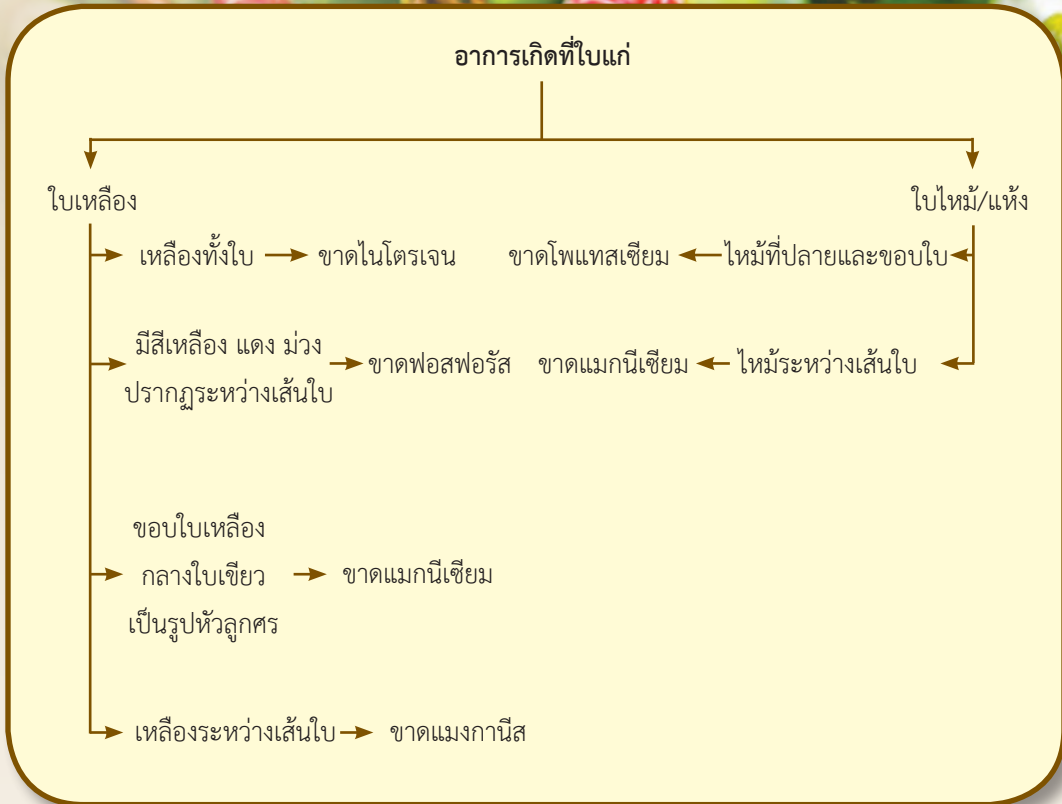 อาการเกิดที่ใบแก่
ใบเหลือง
ใบไหม้/แห้ง
เหลืองทั้งใบ
ขาดไนโตรเจน
ขาดโพแทสเซียม
ไหม้ที่ปลายและขอบใบ
มีสีเหลือง แดง ม่วง
ปรากฏระหว่างเส้นใบ
ขาดฟอสฟอรัส
ขาดแมกนีเซียม
ไหม้ระหว่างเส้นใบ
ขอบใบเหลือง
กลางใบเขียว
เป็นรูปหัวลูกศร
ขาดแมกนีเซียม
เหลืองระหว่างเส้นใบ
ขาดแมงกานีส